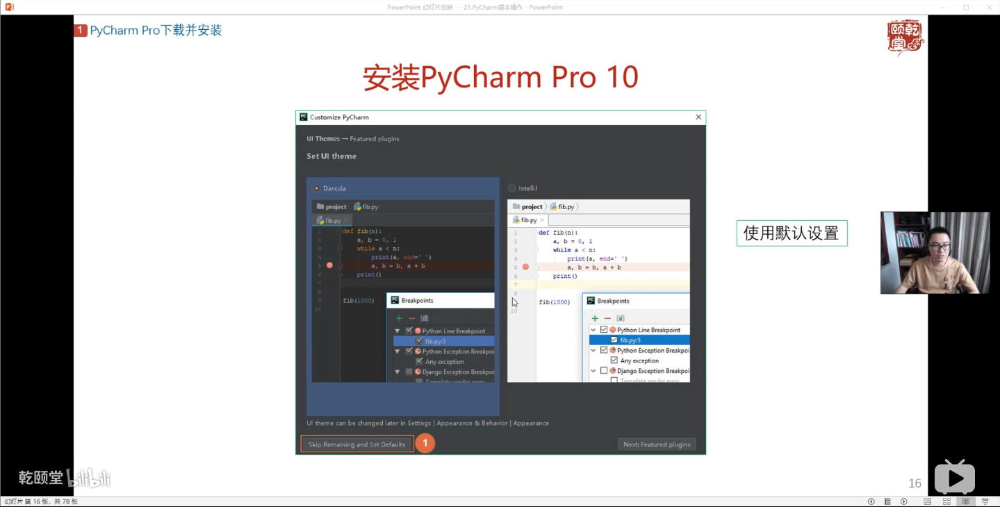 PowerPoint 幻灯片放映 - 21.PyCharm基本操作 - PowerPoint
1 PyCharm Pro下载并安装
颐乾堂
安装PyCharm Pro 10
Customize PyCharm
UI Themes → Featured plugins
Set UI theme
Darcula
project fib.py
fib.py
1 def fib(n):
2 a, b = 0, 1
3 while a < n:
4 print(a, end=' ')
5 a, b = b, a + b
6 print()
7
8
9 fib(1000)
10
Breakpoints
Python Line Breakpoint
fib.py:5
Python Exception Breakpoi
Any exception
Django Exception Breakpoi
Template render error
IntelliJ
project fib.py
fib.py
1 def fib(n):
2 a, b = 0, 1
3 while a < n:
4 print(a, end=' ')
5 a, b = b, a + b
6 print()
7
8
9 fib(1000)
10
Breakpoints
Python Line Breakpoint
fib.py:5
Python Exception Breakpoi
Any exception
Django Exception Breakpoi
Template render error
UI theme can be changed later in Settings | Appearance & Behavior | Appearance
Skip Remaining and Set Defaults 1
Next: Featured plugins
使用默认设置
乾颐堂 bilibili
16
幻灯片 第 16 张，共 78 张